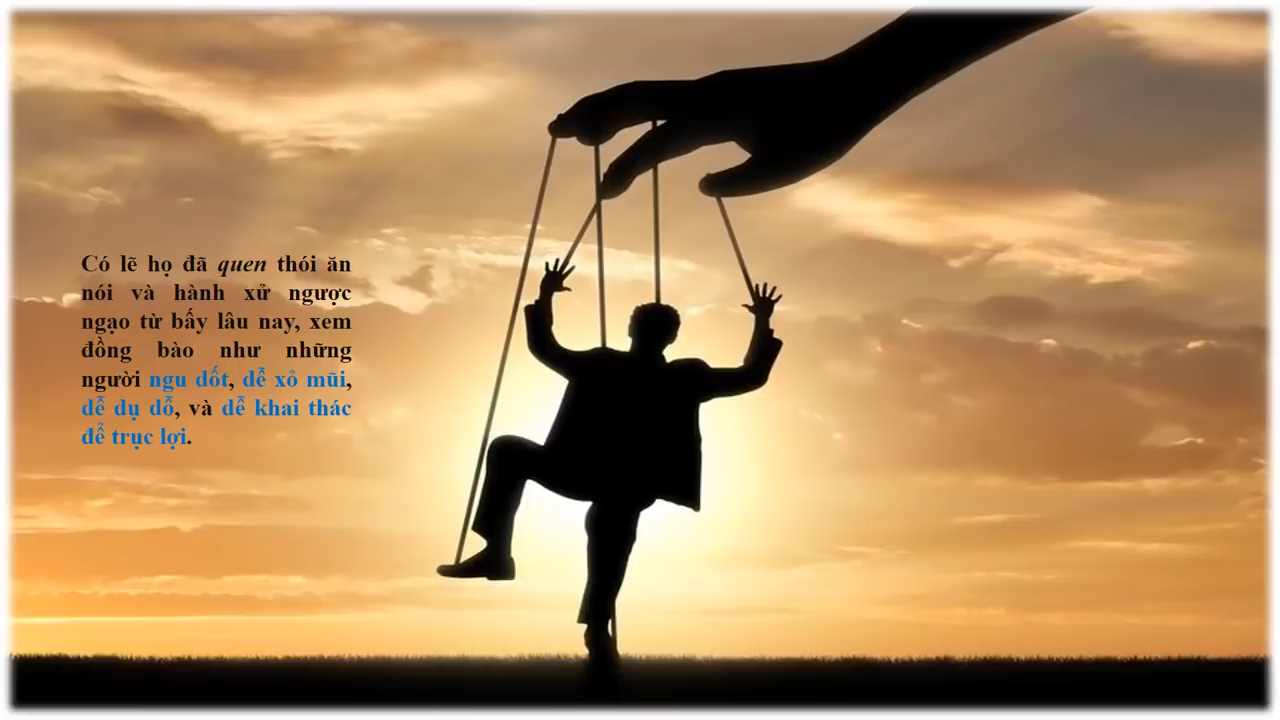 Có lẽ họ đã quen thói ăn
nói và hành xử ngược
ngạo từ bấy lâu nay, xem
đồng bào như những
người ngu dốt, dễ xỏ mũi,
dễ dụ dỗ, và dễ khai thác
để trục lợi.